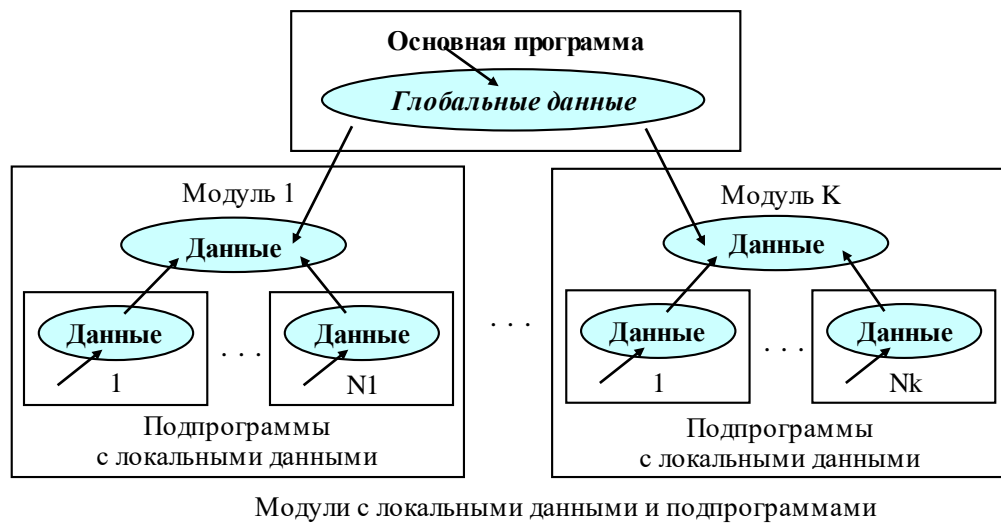 Основная программа
Глобальные данные
Модуль 1
Данные
Данные
. . .
Данные
1
N1
Подпрограммы
с локальными данными
. . .
Модуль K
Данные
Данные
. . .
Данные
1
Nk
Подпрограммы
с локальными данными
Модули с локальными данными и подпрограммами